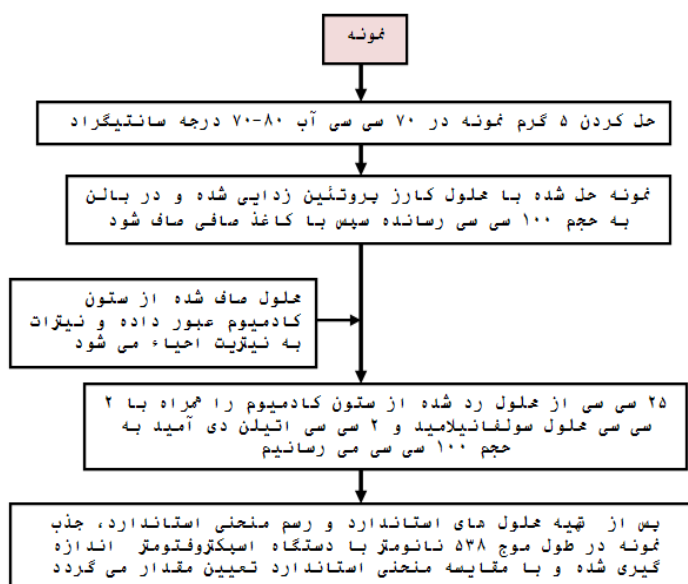 نمونه
حل کردن ۵ گرم نمونه در ۷۰ سی سی آب ۸۰-۷۰ درجه سانتیگراد
نمونه حل شده با محلول کارز پروتئین زدایی شده و در بالن
به حجم ۱۰۰ سی سی رسانده سپس با کاغذ صافی صاف شود
محلول صاف شده از ستون
کادمیوم عبور داده و نیترات
به نیتریت احیاء می شود
۲۵ سی سی از محلول رد شده از ستون کادمیوم را همراه با ۲
سی سی محلول سولفانیلامید و ۲ سی سی اتیلن دی آمید به
حجم ۱۰۰ سی سی می رسانیم
پس از تهیه محلول های استاندارد و رسم منحنی استاندارد، جذب
نمونه در طول موج ۵۳۸ نانومتر با دستگاه اسپکتروفتومتر اندازه
گیری شده و با مقایسه منحنی استاندارد تعیین مقدار می گردد